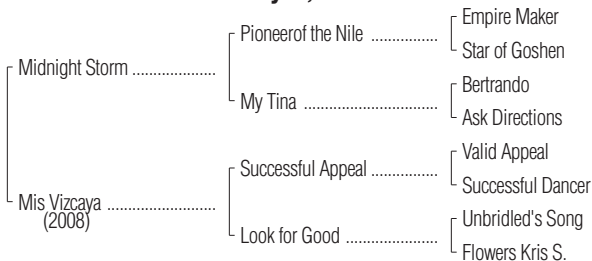 Empire Maker
Pioneerof the Nile ................
Star of Goshen
Midnight Storm ....................
Bertrando
My Tina ................................
Ask Directions
Valid Appeal
Successful Appeal .................
Successful Dancer
Mis Vizcaya ..........................
(2008)
Unbridled's Song
Look for Good ......................
Flowers Kris S.